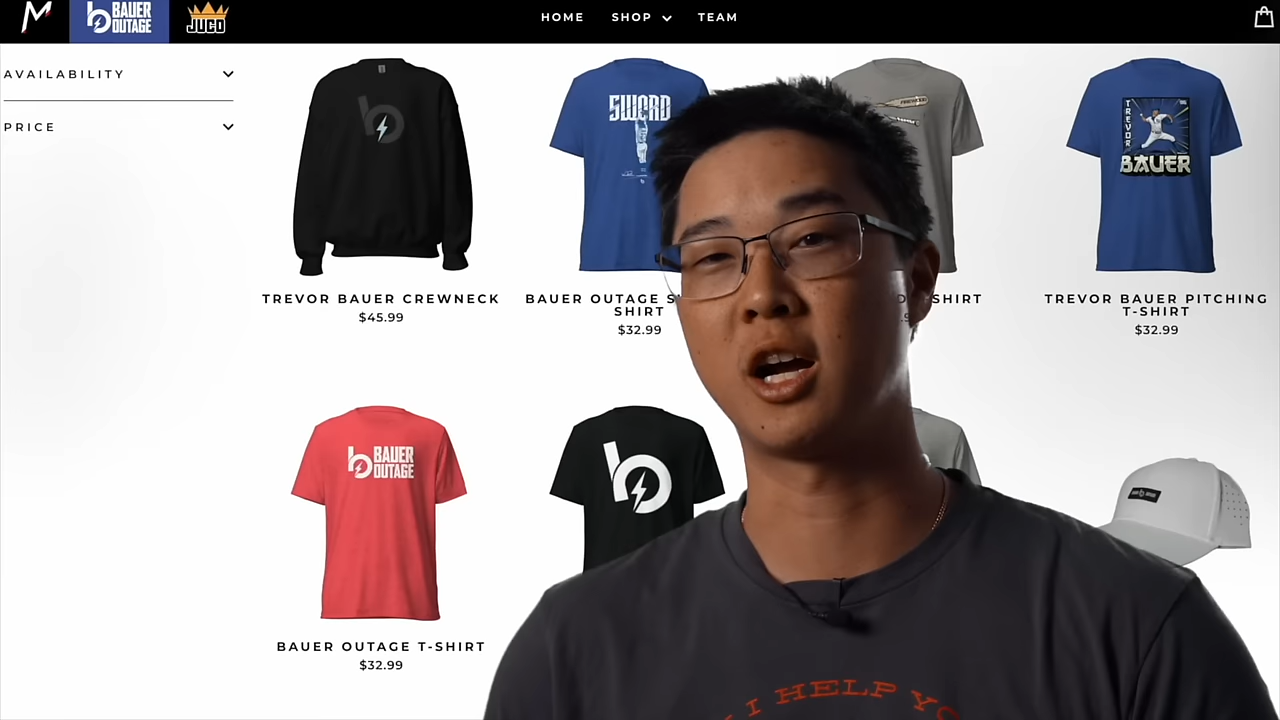 BAUER
OUTAGE
JUCO
HOME
SHOP
TEAM
AVAILABILITY
PRICE
SWORD
TREVOR
BAUER
TREVOR BAUER CREWNECK
$45.99
BAUER OUTAGE
SHIRT
$32.99
SHIRT
TREVOR BAUER PITCHING
T-SHIRT
$32.99
BAUER
OUTAGE
BAUER OUTAGE T-SHIRT
$32.99
I HELP